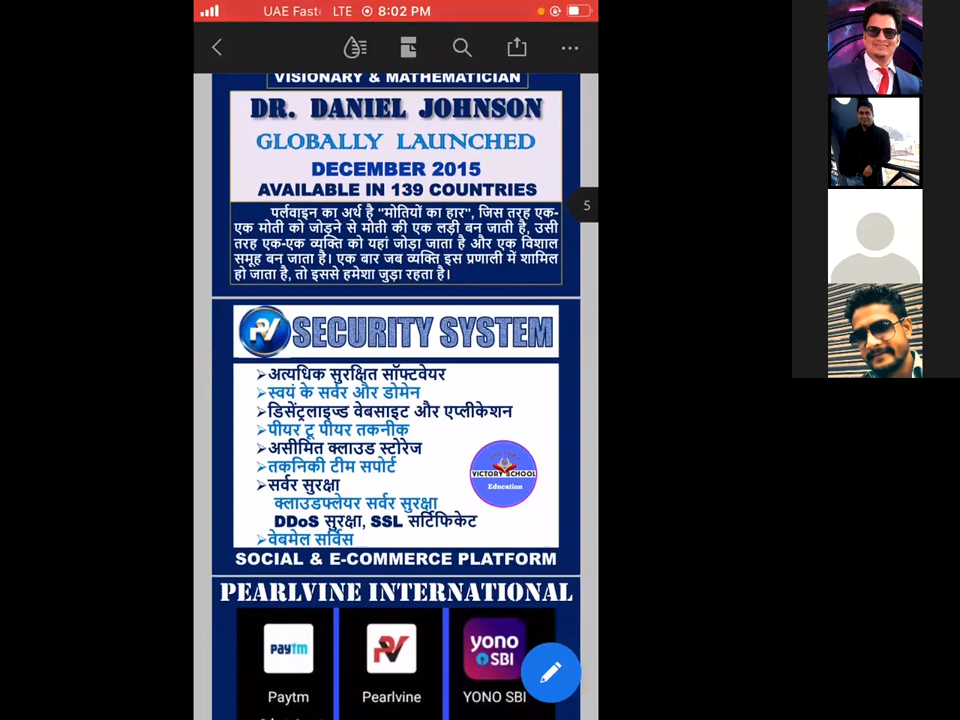 UAE Fast LTE 8:02 PM
VISIONARY & MATHEMATICIAN
DR. DANIEL JOHNSON
GLOBALLY LAUNCHED
DECEMBER 2015
AVAILABLE IN 139 COUNTRIES
5
पर्लवाइन का अर्थ है "मोतियों का हार", जिस तरह एक-
एक मोती को जोड़ने से मोती की एक लड़ी बन जाती है, उसी
तरह एक-एक व्यक्ति को यहां जोड़ा जाता है और एक विशाल
समूह बन जाता है। एक बार जब व्यक्ति इस प्रणाली में शामिल
हो जाता है, तो इससे हमेशा जुड़ा रहता है।
PV SECURITY SYSTEM
➢अत्यधिक सुरक्षित सॉफ्टवेयर
➢स्वयं के सर्वर और डोमेन
➢डिसेंट्रलाइज्ड वेबसाइट और एप्लीकेशन
➢पीयर टू पीयर तकनीक
➢असीमित क्लाउड स्टोरेज
➢तकनिकी टीम सपोर्ट
➢सर्वर सुरक्षा
क्लाउडफ्लेयर सर्वर सुरक्षा
DDoS सुरक्षा, SSL सर्टिफिकेट
➢वेबमेल सर्विस
VICTORY SCHOOL
Education
SOCIAL & E-COMMERCE PLATFORM
PEARLVINE INTERNATIONAL
Paytm PV yono SBI
Paytm Pearlvine YONO SBI